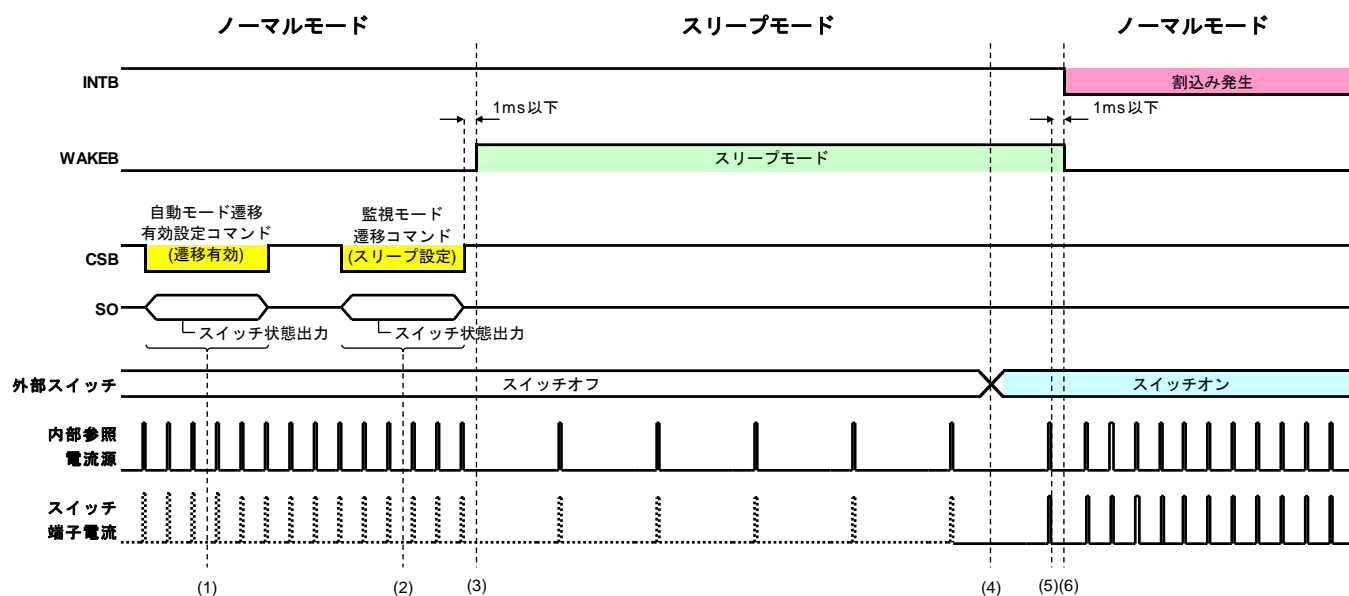 ノーマルモード
スリープモード
ノーマルモード
INTB
割込み発生
1ms以下
1ms以下
WAKEB
スリープモード
自動モード遷移
有効設定コマンド
(遷移有効)
監視モード
遷移コマンド
(スリープ設定)
CSB
SO
スイッチ状態出力
スイッチ状態出力
外部スイッチ
スイッチオフ
スイッチオン
内部参照
電流源
スイッチ
端子電流
(1)
(2)
(3)
(4)
(5)(6)